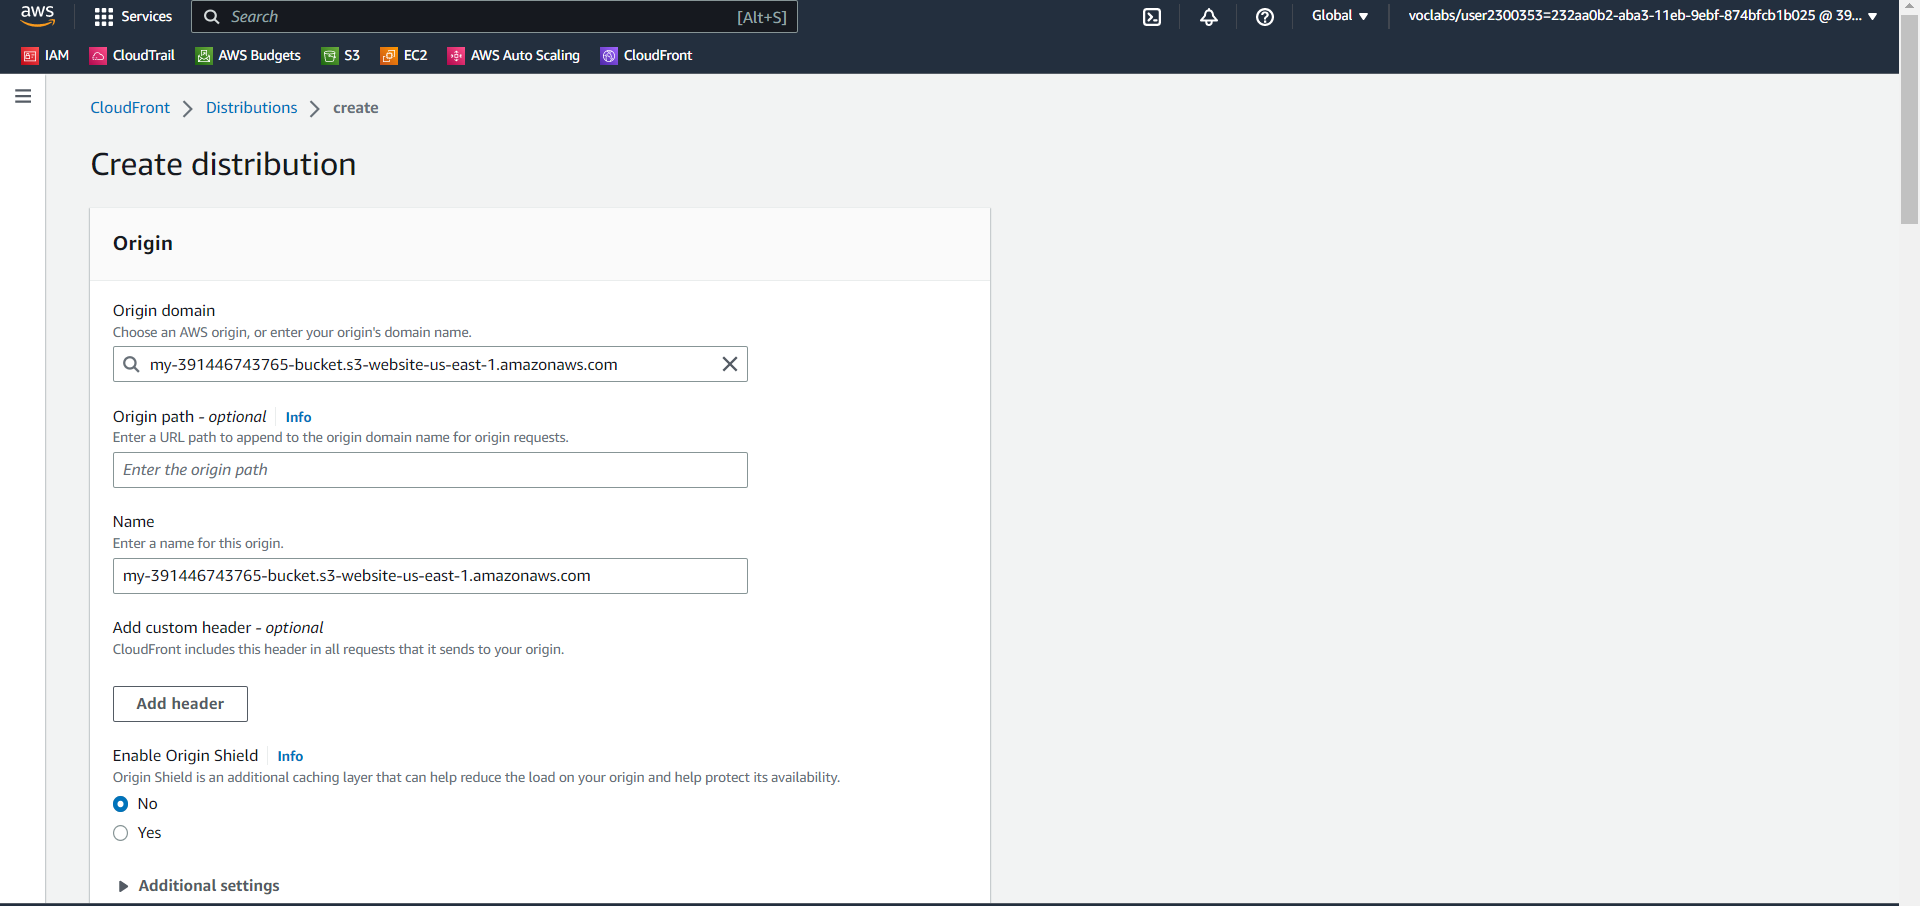 aws
Services
Search
[Alt+S]
Global
voclabs/user2300353=232aa0b2-aba3-11eb-9ebf-874bfcb1b025 @ 39...
IAM
CloudTrail
AWS Budgets
S3
EC2
AWS Auto Scaling
CloudFront
CloudFront
Distributions
create
Create distribution
Origin
Origin domain
Choose an AWS origin, or enter your origin's domain name.
my-391446743765-bucket.s3-website-us-east-1.amazonaws.com
Origin path - optional
Info
Enter a URL path to append to the origin domain name for origin requests.
Enter the origin path
Name
Enter a name for this origin.
my-391446743765-bucket.s3-website-us-east-1.amazonaws.com
Add custom header - optional
CloudFront includes this header in all requests that it sends to your origin.
Add header
Enable Origin Shield
Info
Origin Shield is an additional caching layer that can help reduce the load on your origin and help protect its availability.
No
Yes
Additional settings